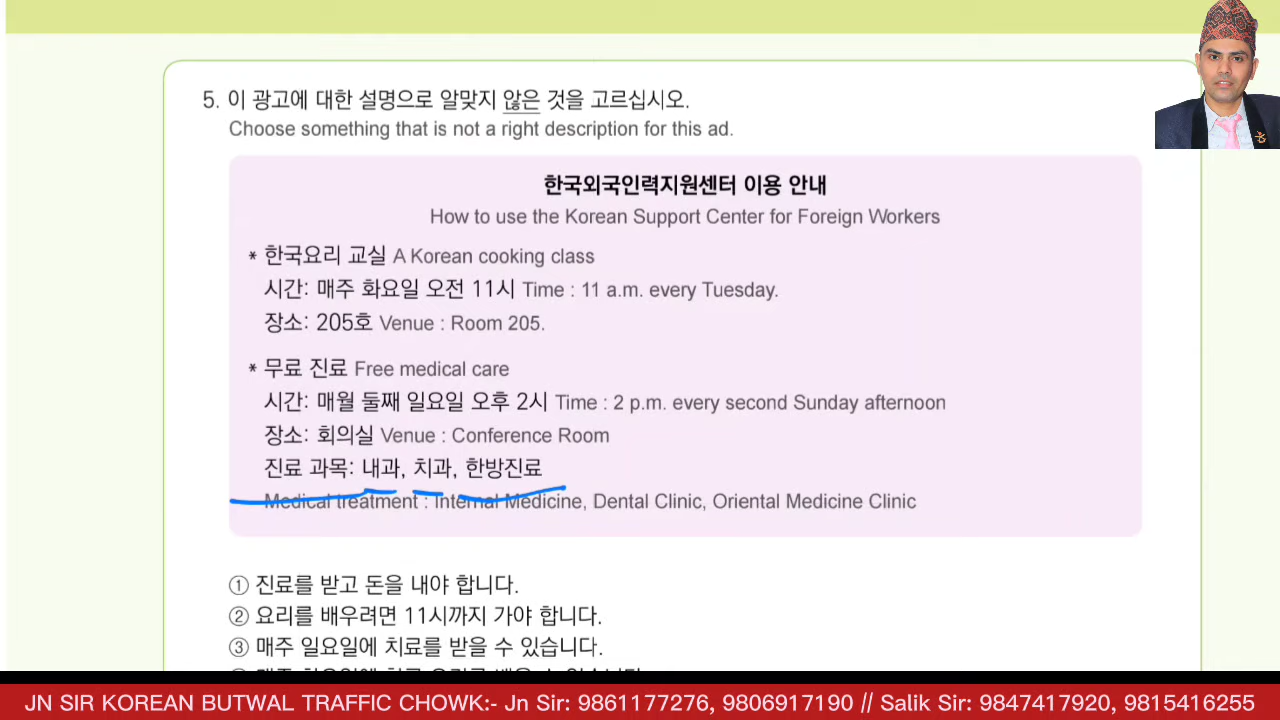 5. 이 광고에 대한 설명으로 알맞지 않은 것을 고르십시오.
Choose something that is not a right description for this ad.
한국외국인력지원센터 이용 안내
How to use the Korean Support Center for Foreign Workers
* 한국요리 교실 A Korean cooking class
시간: 매주 화요일 오전 11시 Time : 11 a.m. every Tuesday.
장소: 205호 Venue : Room 205.
* 무료 진료 Free medical care
시간: 매월 둘째 일요일 오후 2시 Time : 2 p.m. every second Sunday afternoon
장소: 회의실 Venue : Conference Room
진료 과목: 내과, 치과, 한방진료
Medical treatment : Internal Medicine, Dental Clinic, Oriental Medicine Clinic
① 진료를 받고 돈을 내야 합니다.
② 요리를 배우려면 11시까지 가야 합니다.
③ 매주 일요일에 치료를 받을 수 있습니다.
JN SIR KOREAN BUTWAL TRAFFIC CHOWK:- Jn Sir: 9861177276, 9806917190 // Salik Sir: 9847417920, 9815416255